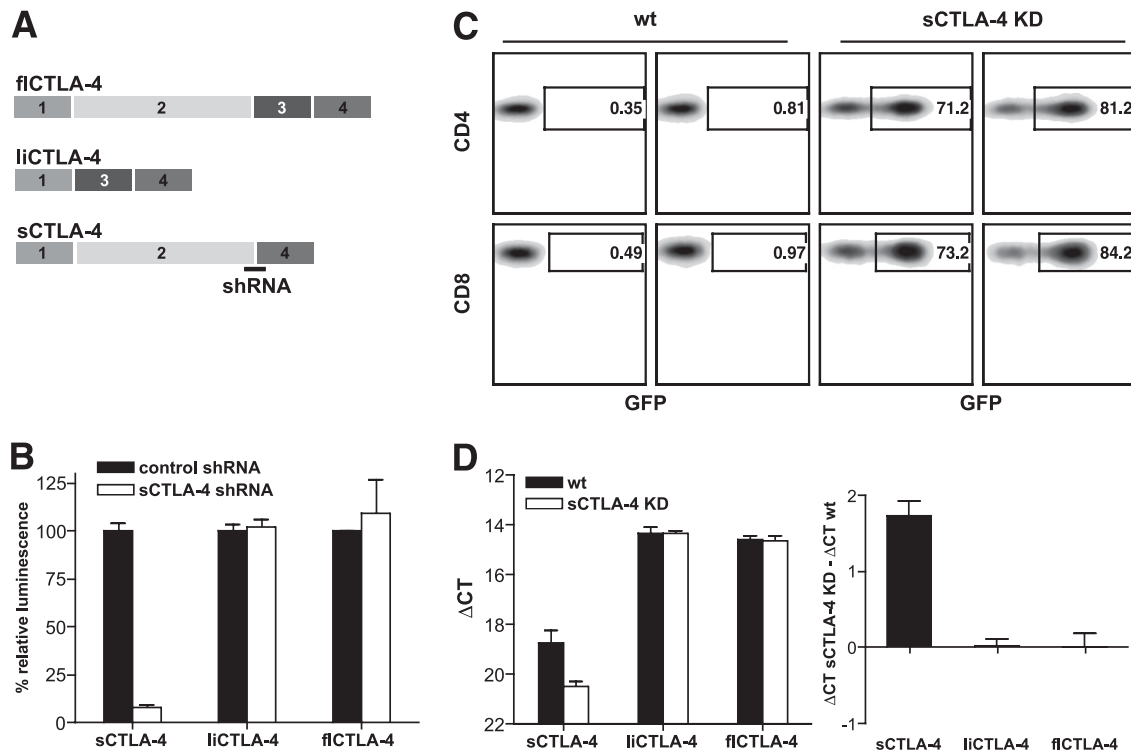 A
flCTLA-4
1 2 3 4
liCTLA-4
1 3 4
sCTLA-4
1 2 4
shRNA
C
wt sCTLA-4 KD
CD4
0.35 0.81 71.2 81.2
CD8
0.49 0.97 73.2 84.2
GFP GFP
B
control shRNA
sCTLA-4 shRNA
% relative luminescence
125
100
75
50
25
0
sCTLA-4 liCTLA-4 flCTLA-4
D
wt
sCTLA-4 KD
ΔCT
12
14
16
18
20
22
sCTLA-4 liCTLA-4 flCTLA-4
ΔCT sCTLA-4 KD - ΔCT wt
2
1
0
-1
sCTLA-4 liCTLA-4 flCTLA-4